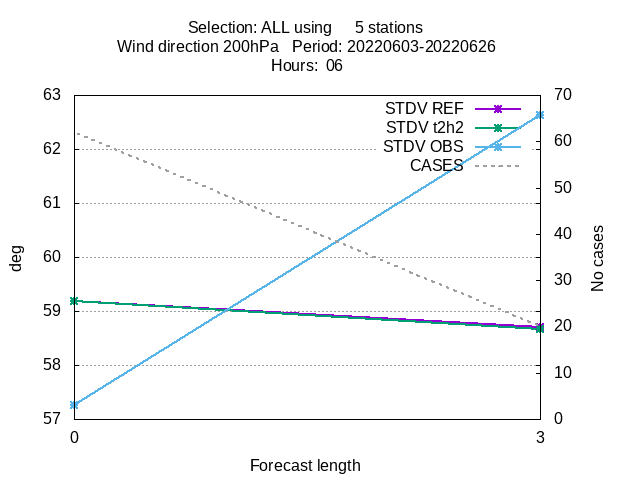 Selection: ALL using     5 stations
Wind direction 200hPa   Period: 20220603-20220626
Hours:  06
63
62
61
60
59
58
57
70
60
50
40
30
20
10
0
STDV REF
STDV t2h2
STDV OBS
CASES
deg
No cases
0
3
Forecast length